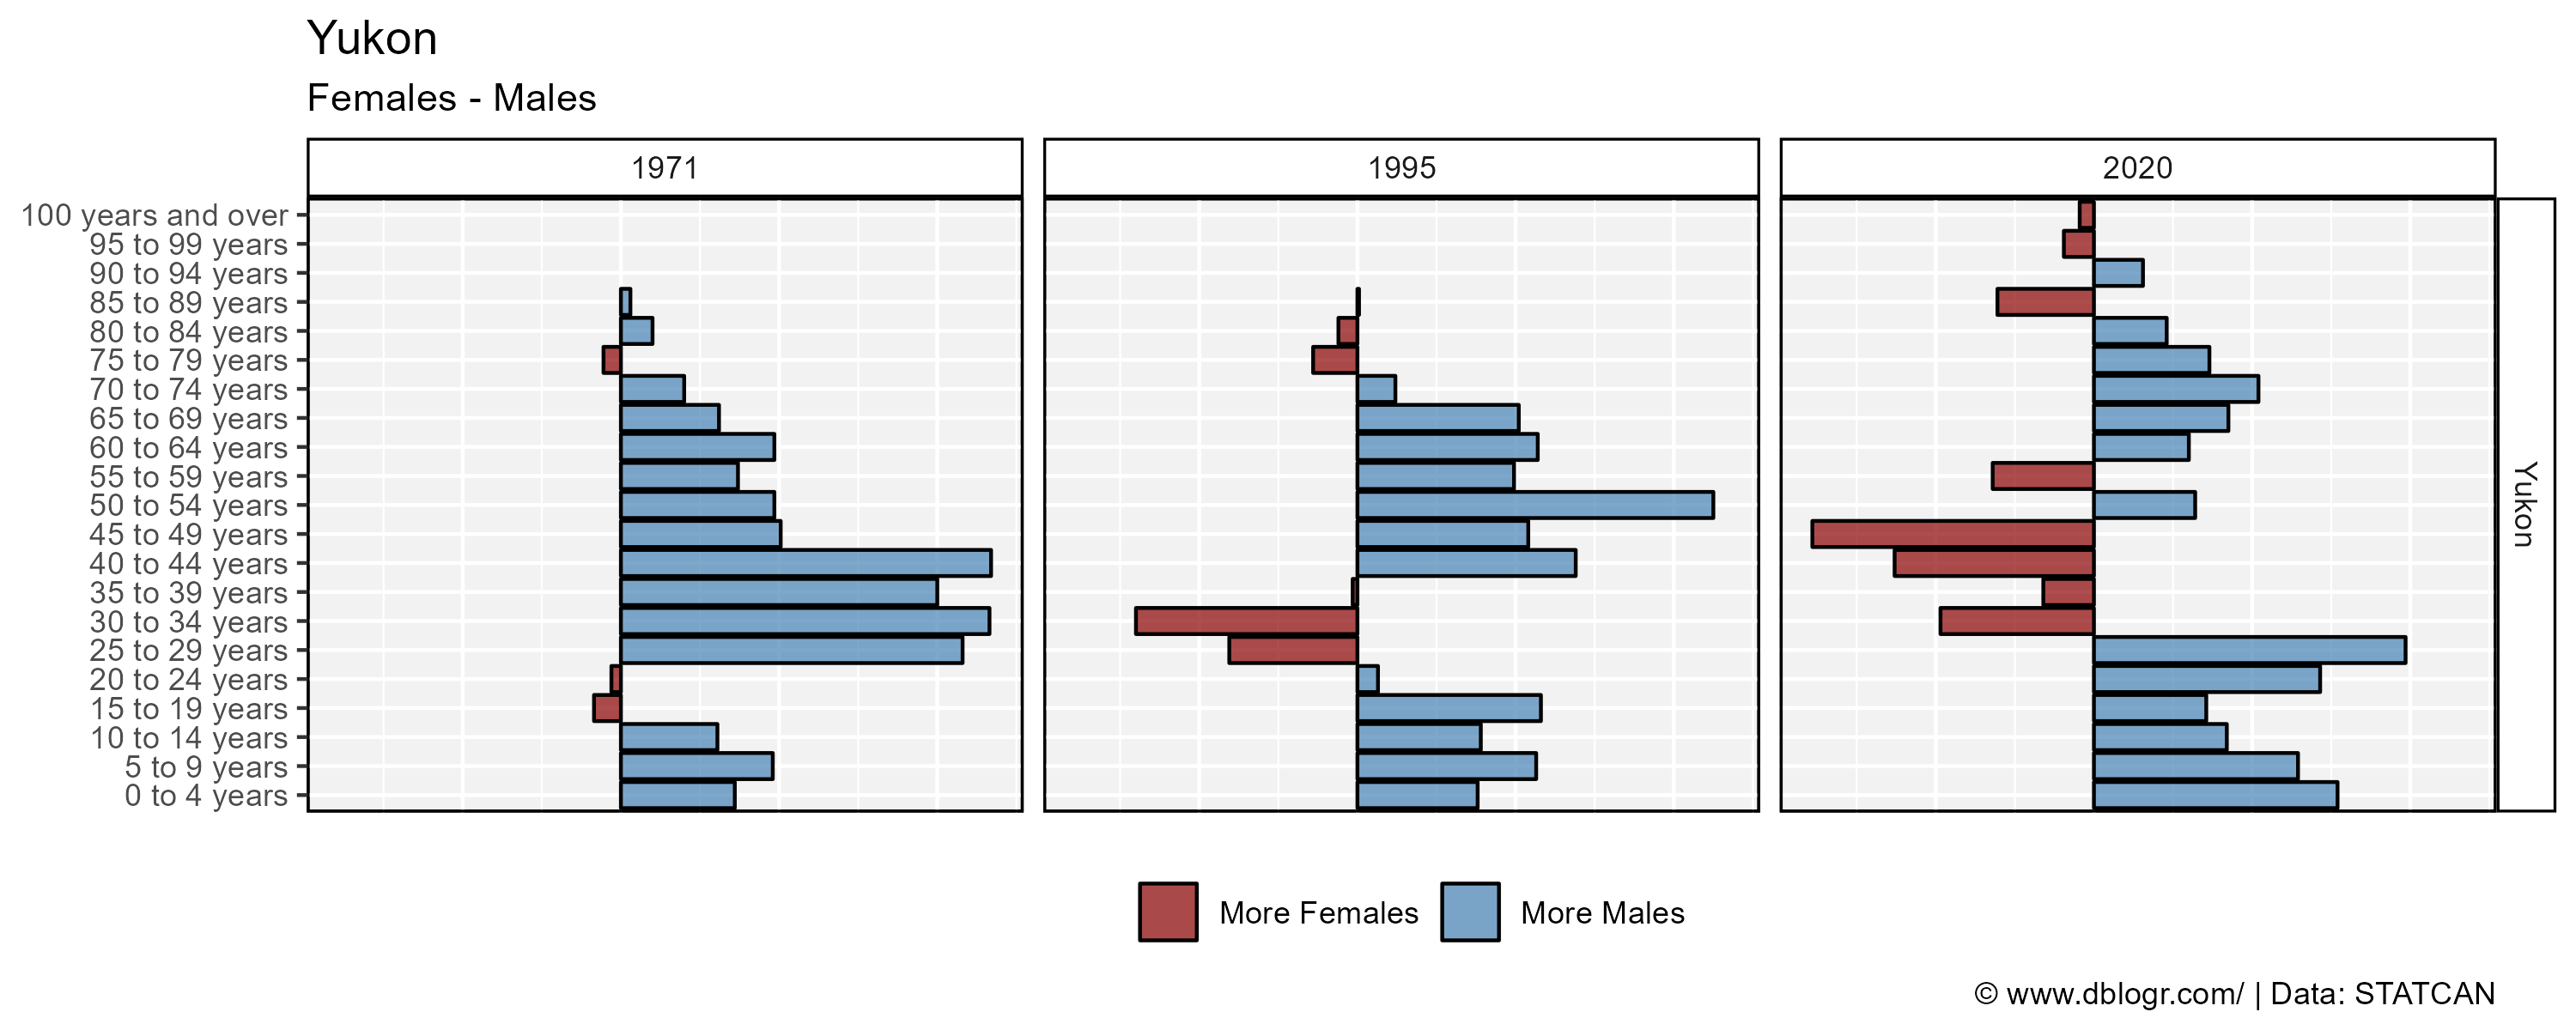 Yukon
Females - Males
1971
1995
2020
100 years and over
95 to 99 years
90 to 94 years
85 to 89 years
80 to 84 years
75 to 79 years
70 to 74 years
65 to 69 years
60 to 64 years
55 to 59 years
50 to 54 years
45 to 49 years
40 to 44 years
35 to 39 years
30 to 34 years
25 to 29 years
20 to 24 years
15 to 19 years
10 to 14 years
5 to 9 years
0 to 4 years
Yukon
More Females
More Males
© www.dblogr.com/ | Data: STATCAN